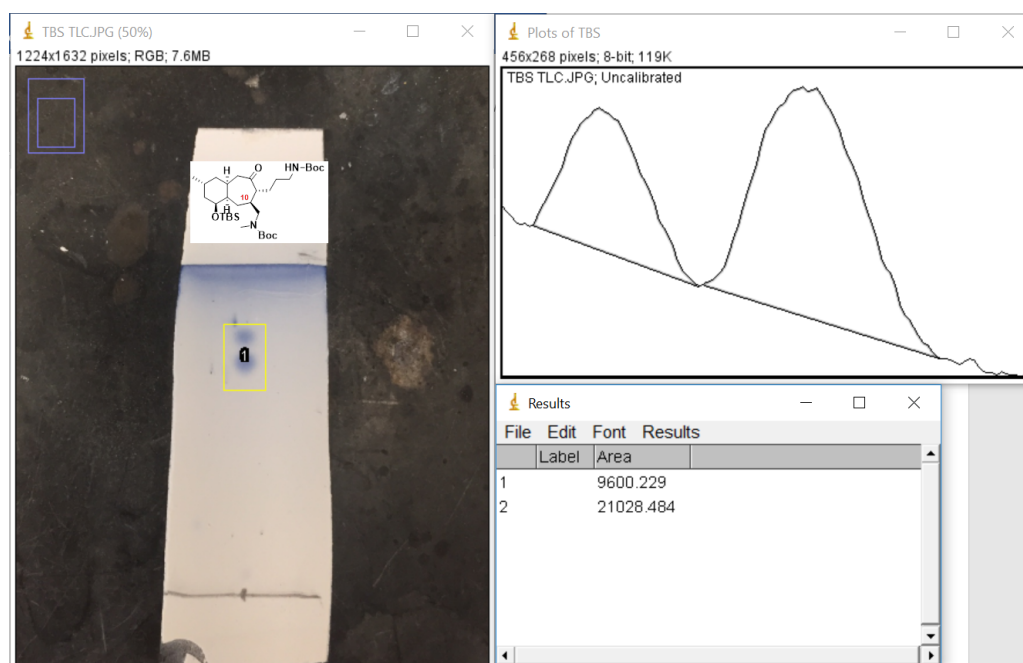 TBS TLC.JPG (50%)
1224x1632 pixels; RGB; 7.6MB
H
O
HN-Boc
10
H
OTBS
N
Boc
1
Plots of TBS
456x268 pixels; 8-bit; 119K
TBS TLC.JPG; Uncalibrated
Results
File Edit Font Results
Label Area
1 9600.229
2 21028.484